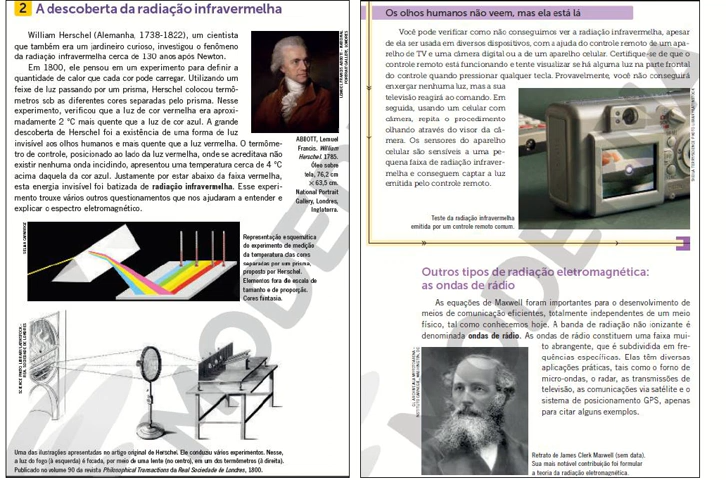 2 A descoberta da radiação infravermelha
William Herschel (Alemanha, 1738-1822), um cientista
que também era um jardineiro curioso, investigou o fenômeno
da radiação infravermelha cerca de 130 anos após Newton.
Em 1800, ele pensou em um experimento para definir a
quantidade de calor que cada cor pode carregar. Utilizando um
feixe de luz passando por um prisma, Herschel colocou termô-
metros sob as diferentes cores separadas pelo prisma. Nesse
experimento, verificou que a luz de cor vermelha era aproxi-
madamente 2 °C mais quente que a luz de cor azul. A grande
descoberta de Herschel foi a existência de uma forma de luz
invisível aos olhos humanos e mais quente que a luz vermelha. O termôme-
tro de controle, posicionado ao lado da luz vermelha, onde se acreditava não
existir nenhuma onda incidindo, apresentou uma temperatura cerca de 4 °C
acima daquela da cor azul. Justamente por estar abaixo da faixa vermelha,
esta energia invisível foi batizada de radiação infravermelha. Esse experi-
mento trouxe vários outros questionamentos que nos ajudaram a entender e
explicar o espectro eletromagnético.
ABBOTT, Lemuel
Francis. William
Herschel. 1785.
Óleo sobre
tela, 76,2 cm
× 63,5 cm.
National Portrait
Gallery, Londres,
Inglaterra.
Representação esquemática
do experimento de medição
da temperatura das cores
separadas por um prisma,
proposto por Herschel.
Elementos fora de escala de
tamanho e de proporção.
Cores fantasia.
Uma das ilustrações apresentadas no artigo original de Herschel. Ele conduziu vários experimentos. Nesse,
a luz do fogo (à esquerda) é focada, por meio de uma lente (no centro), em um dos termômetros (à direita).
Publicado no volume 90 da revista Philosophical Transactions da Real Sociedade de Londres, 1800.
Os olhos humanos não veem, mas ela está lá
Você pode verificar como não conseguimos ver a radiação infravermelha, apesar
de ela ser usada em diversos dispositivos, com a ajuda do controle remoto de um apa-
relho de TV e uma câmera digital ou a de um aparelho celular. Certifique-se de que o
controle remoto está funcionando e tente visualizar se há alguma luz na parte frontal
do controle quando pressionar qualquer tecla. Provavelmente, você não conseguirá
enxergar nenhuma luz, mas a sua
televisão reagirá ao comando. Em
seguida, usando um celular com
câmera, repita o procedimento
olhando através do visor da câ-
mera. Os sensores do aparelho
celular são sensíveis a uma pe-
quena faixa de radiação infraver-
melha e conseguem captar a luz
emitida pelo controle remoto.
Teste da radiação infravermelha
emitida por um controle remoto comum.
Outros tipos de radiação eletromagnética:
as ondas de rádio
As equações de Maxwell foram importantes para o desenvolvimento de
meios de comunicação eficientes, totalmente independentes de um meio
físico, tal como conhecemos hoje. A banda de radiação não ionizante é
denominada ondas de rádio. As ondas de rádio constituem uma faixa mui-
to abrangente, que é subdividida em fre-
quências específicas. Elas têm diversas
aplicações práticas, tais como o forno de
micro-ondas, o radar, as transmissões de
televisão, as comunicações via satélite e o
sistema de posicionamento GPS, apenas
para citar alguns exemplos.
Retrato de James Clerk Maxwell (sem data).
Sua mais notável contribuição foi formular
a teoria da radiação eletromagnética.